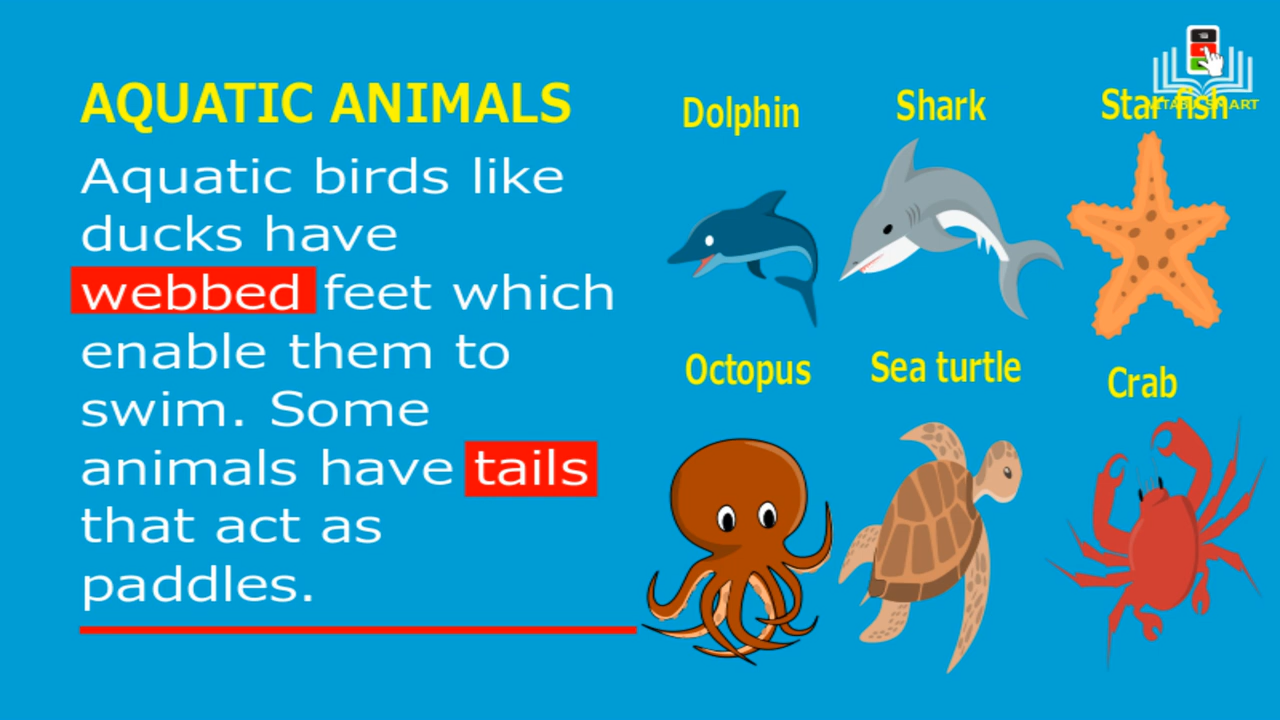 AQUATIC ANIMALS
Aquatic birds like
ducks have
webbed feet which
enable them to
swim. Some
animals have tails
that act as
paddles.
Dolphin
Shark
Star fish
Octopus
Sea turtle
Crab